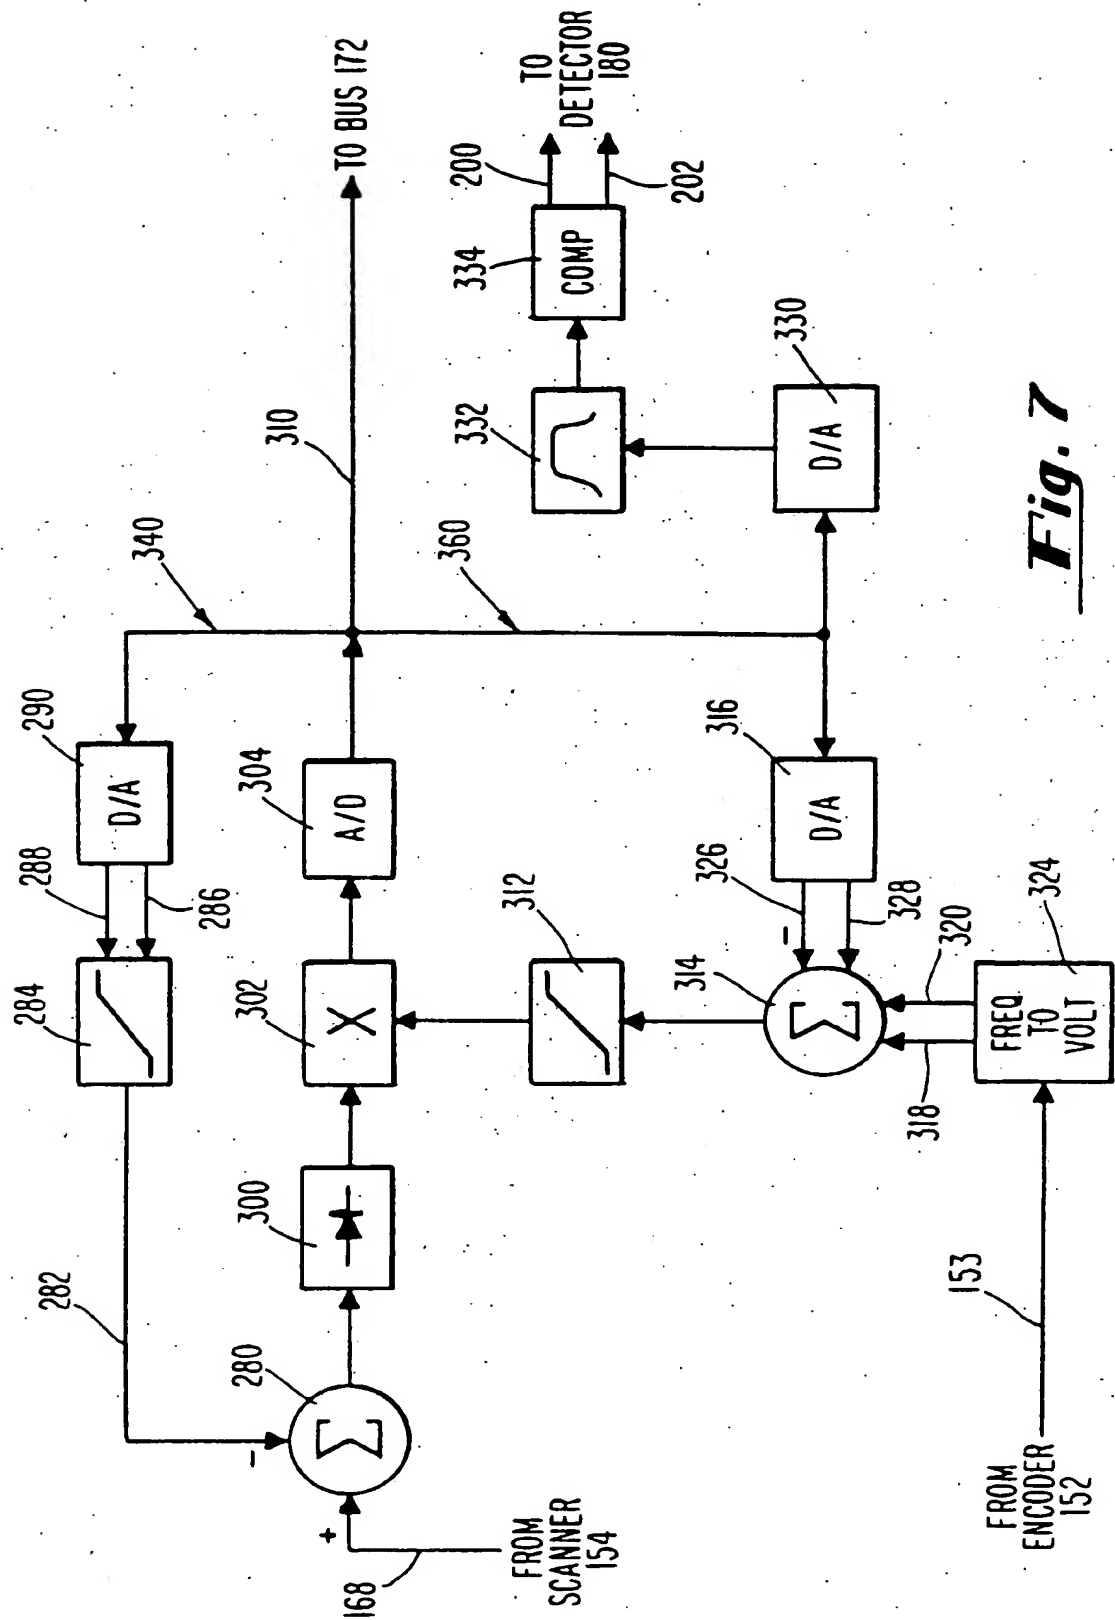 340
290
D/A
288
286
284
282
310
TO BUS 172
304
A/D
302
X
300
280
Σ
-
+
168
FROM
SCANNER
154
360
316
D/A
326
328
-
312
314
Σ
318
320
324
FREQ
TO
VOLT
153
FROM
ENCODER
152
330
D/A
332
334
COMP
200
202
TO
DETECTOR
180
Fig. 7